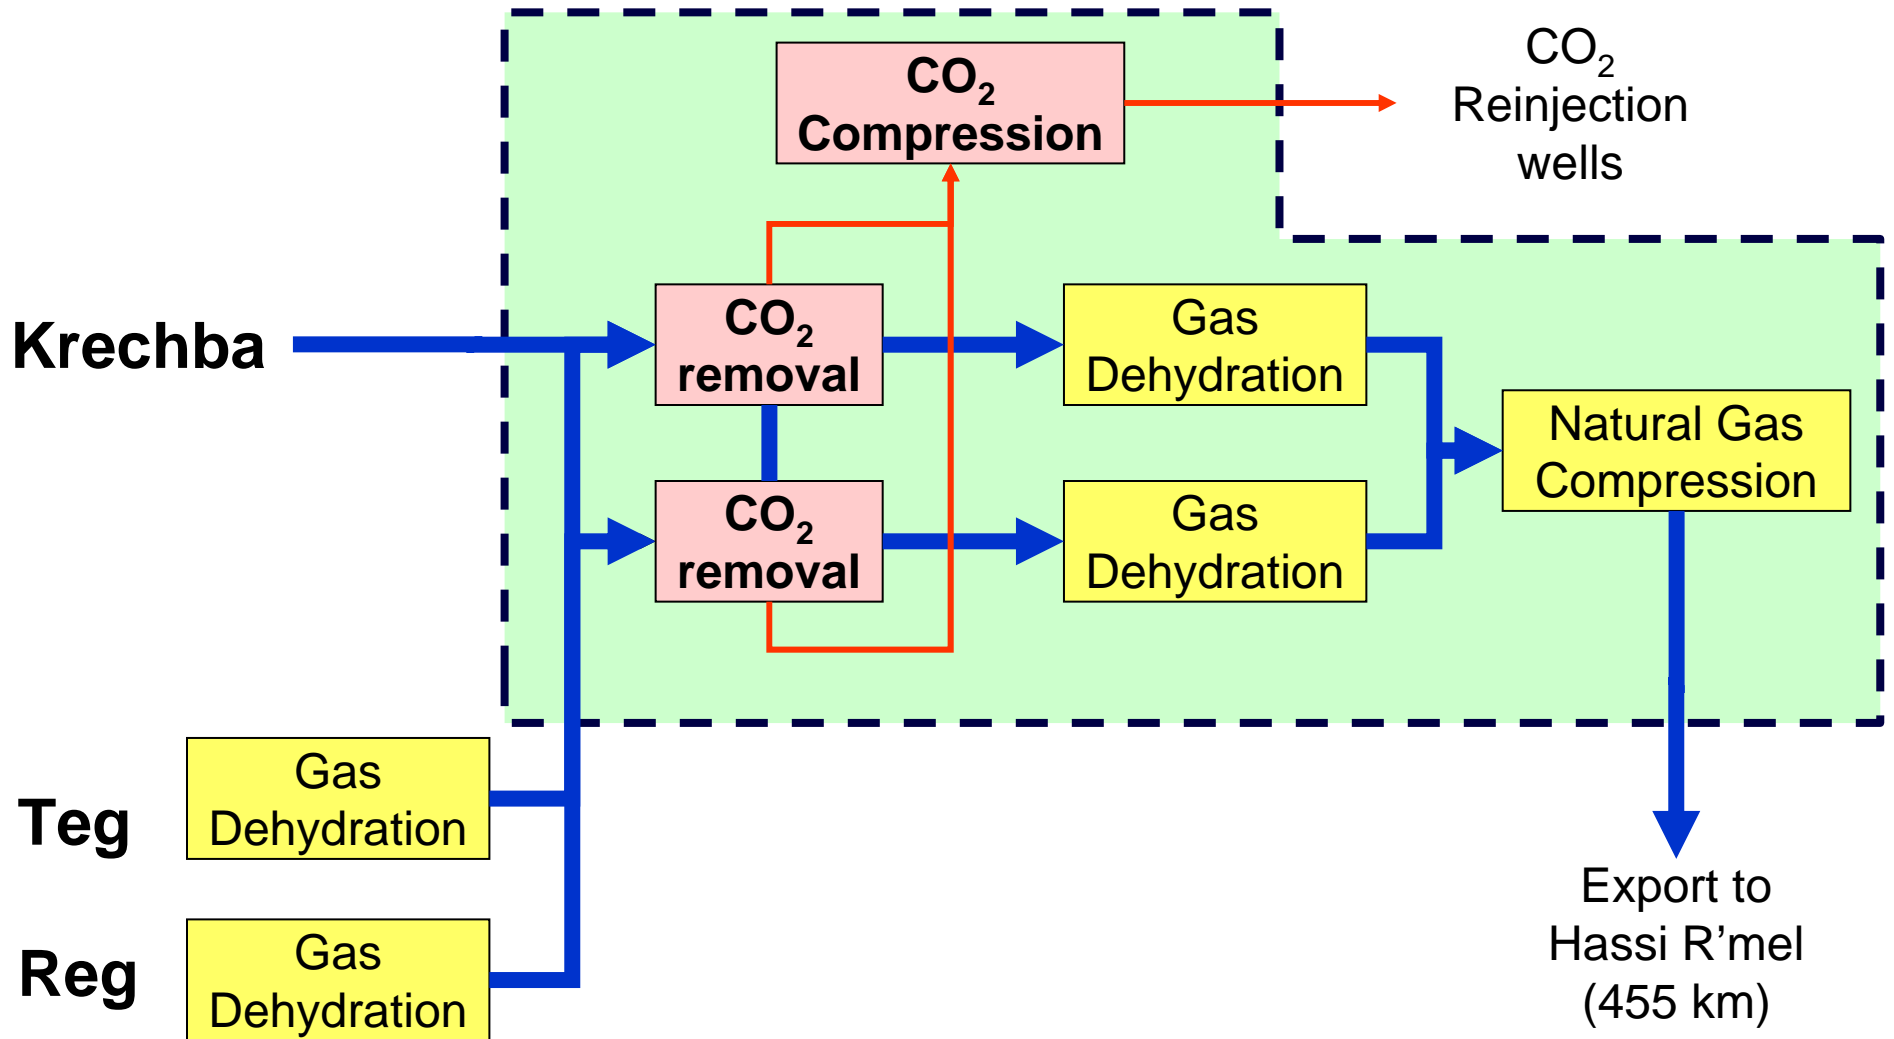 CO₂
Compression
CO₂
Reinjection
wells
Krechba
CO₂
removal
Gas
Dehydration
Natural Gas
Compression
CO₂
removal
Gas
Dehydration
Teg
Gas
Dehydration
Reg
Gas
Dehydration
Export to
Hassi R’mel
(455 km)